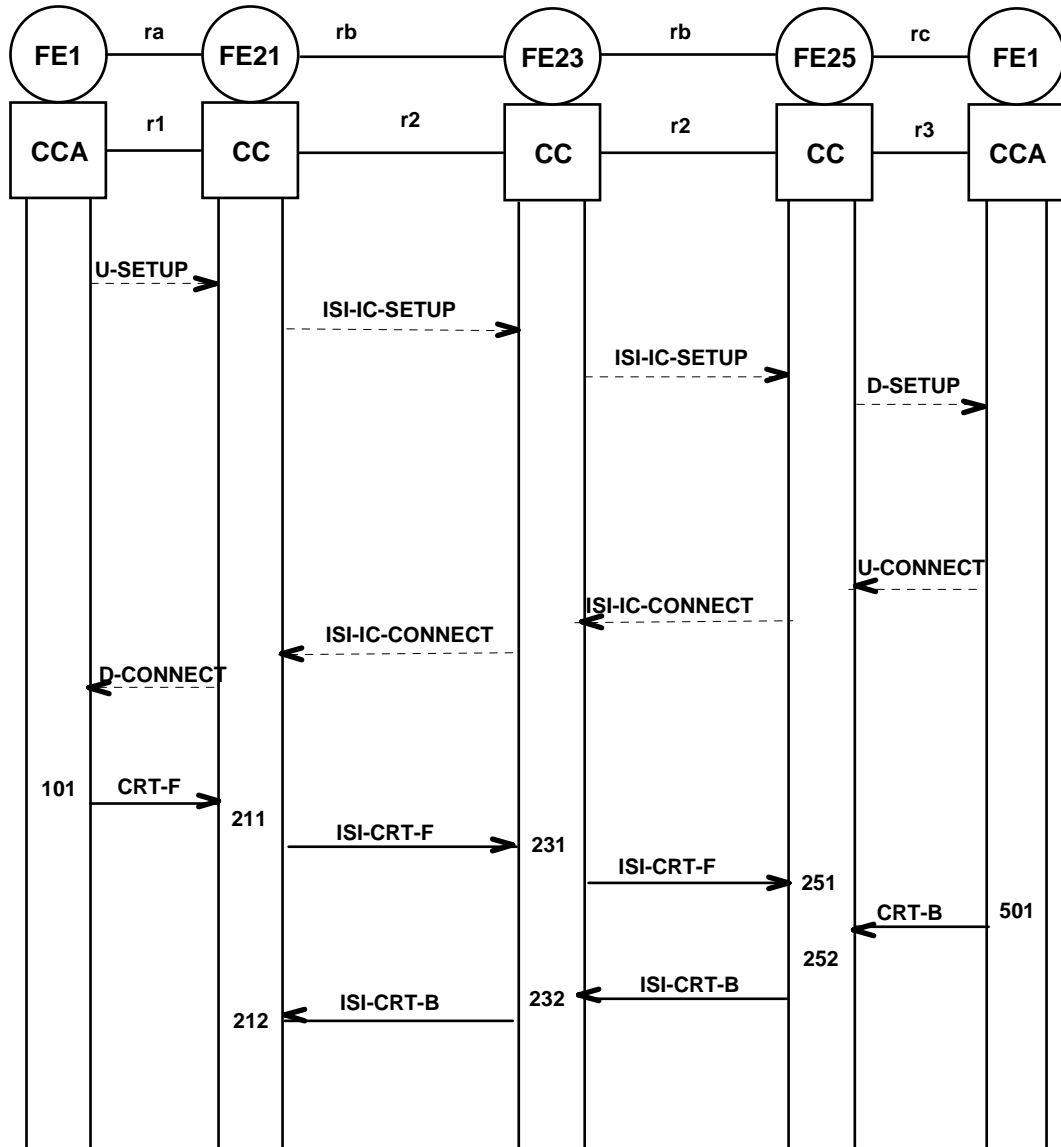 ra rb rb rc
FE1 FE21 FE23 FE25 FE1
r1 r2 r2 r3
CCA CC CC CC CCA
U-SETUP
ISI-IC-SETUP
ISI-IC-SETUP
D-SETUP
U-CONNECT
ISI-IC-CONNECT
ISI-IC-CONNECT
D-CONNECT
101 CRT-F
211
ISI-CRT-F 231
ISI-CRT-F 251
CRT-B 501
252
ISI-CRT-B
232
ISI-CRT-B
212